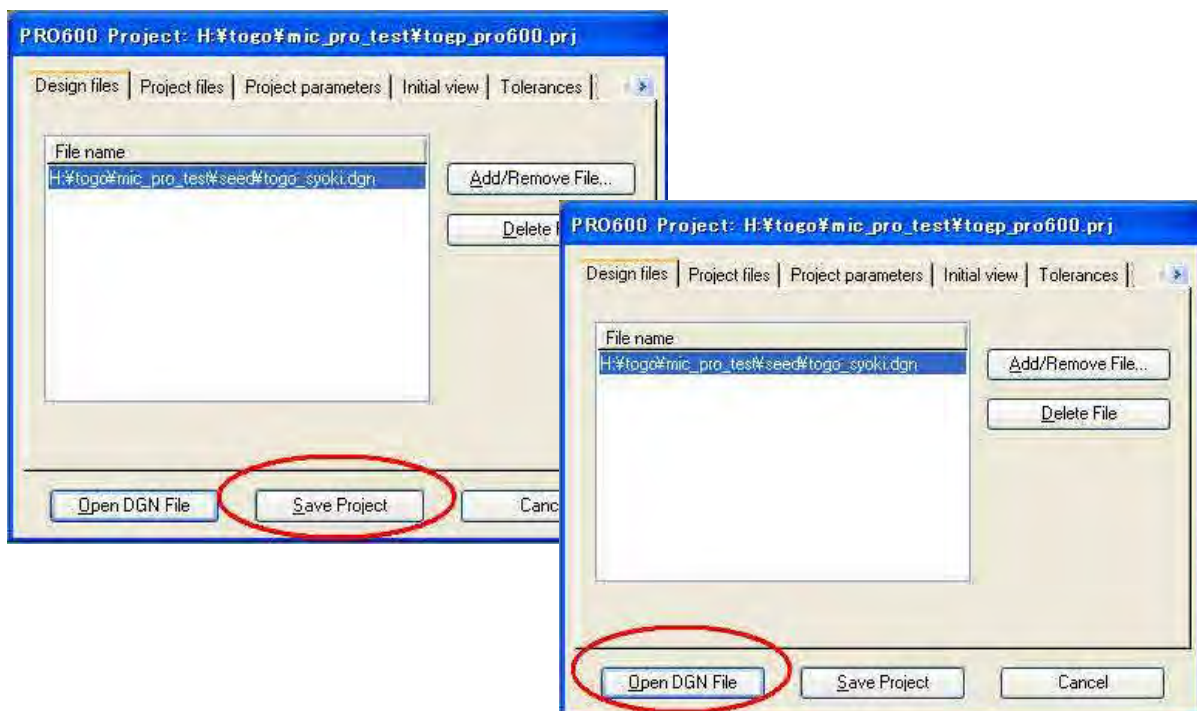 PRO600 Project: H:¥togo¥mic_pro_test¥togp_pro600.prj
Design files Project files Project parameters Initial view Tolerances
File name
H:¥togo¥mic_pro_test¥seed¥togo_syoki.dgn
Add/Remove File...
Delete F
Open DGN File Save Project Canc
PRO600 Project: H:¥togo¥mic_pro_test¥togp_pro600.prj
Design files Project files Project parameters Initial view Tolerances
File name
H:¥togo¥mic_pro_test¥seed¥togo_syoki.dgn
Add/Remove File...
Delete File
Open DGN File Save Project Cancel